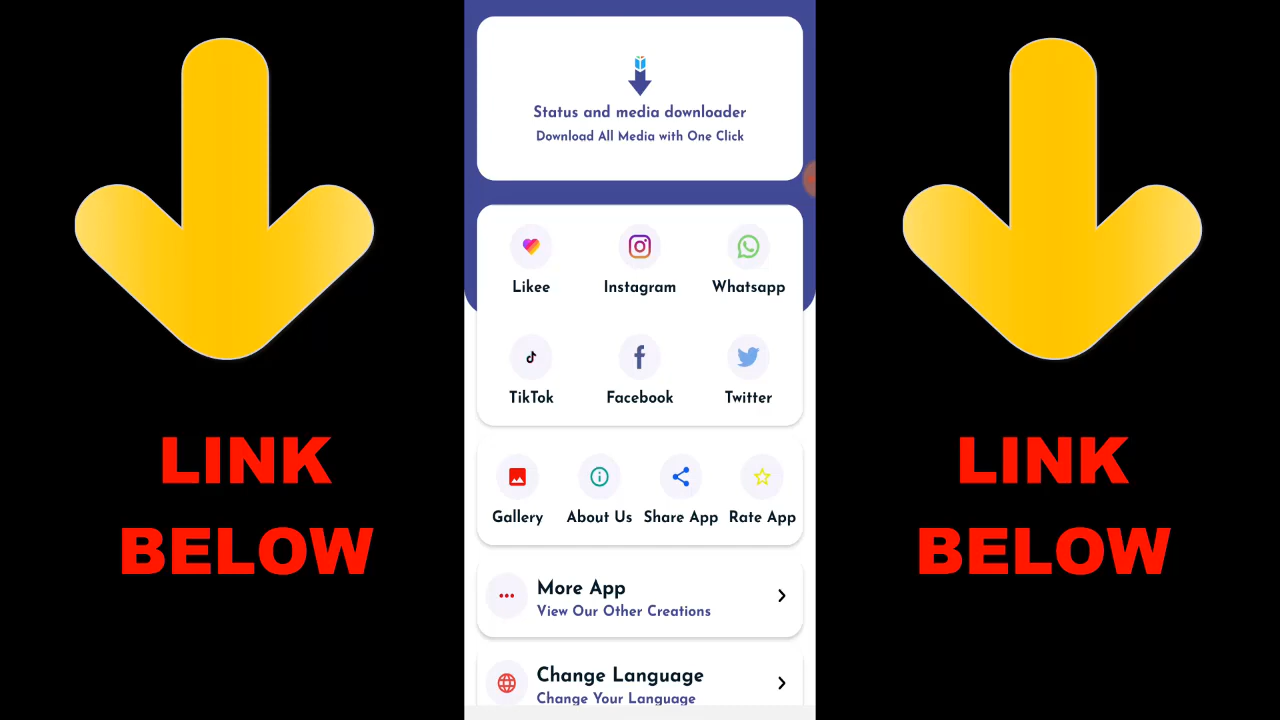 Status and media downloader
Download All Media with One Click
Likee Instagram Whatsapp
TikTok Facebook Twitter
LINK
BELOW
Gallery About Us Share App Rate App
More App
View Our Other Creations
Change Language
Change Your Language
LINK
BELOW